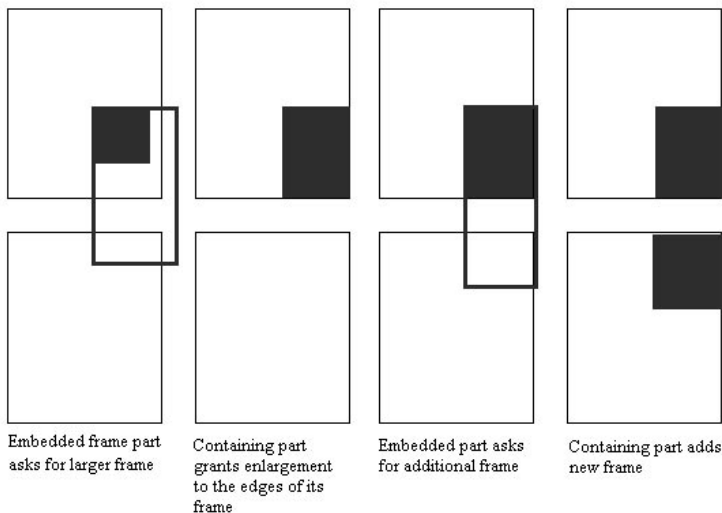 Embedded frame part
asks for larger frame
Containing part
grants enlargement
to the edges of its
frame
Embedded part asks
for additional frame
Containing part adds
new frame